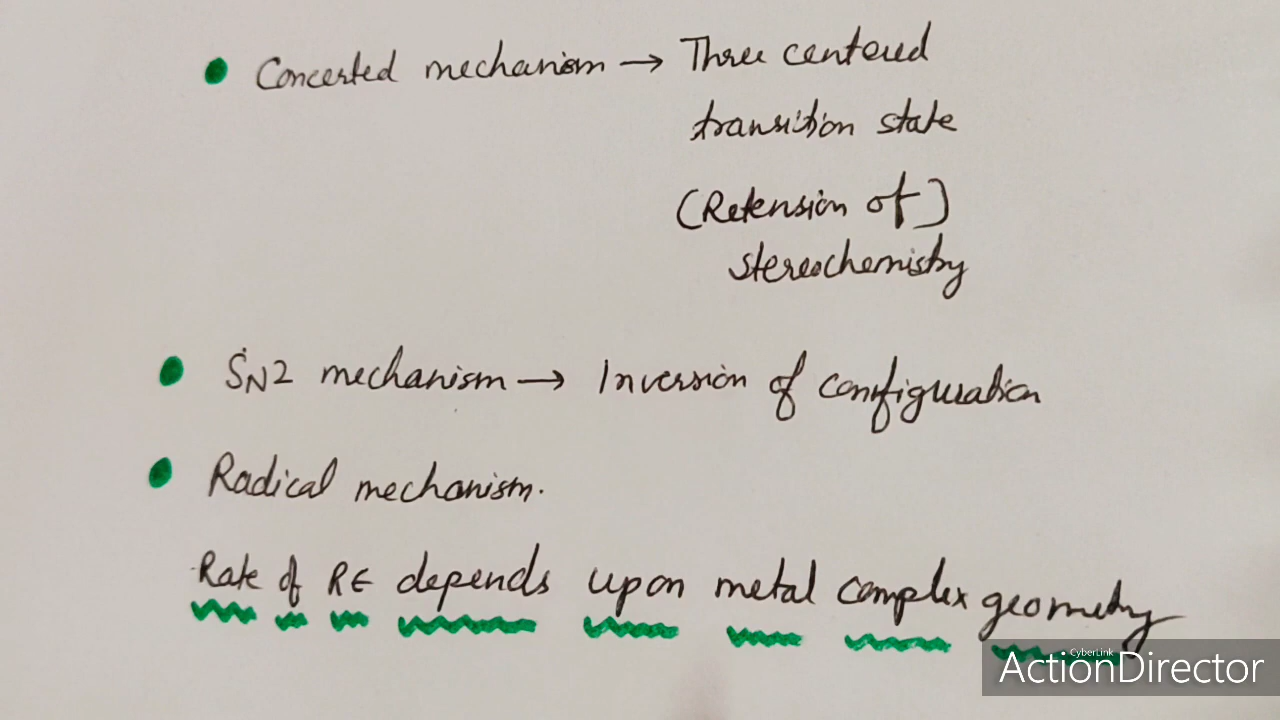 Concerted mechanism → Three centered
transition state
(Retension of)
stereochemistry
SN2 mechanism → Inversion of configuration
Radical mechanism.
Rate of RE depends upon metal complex geometry
CyberLink
ActionDirector